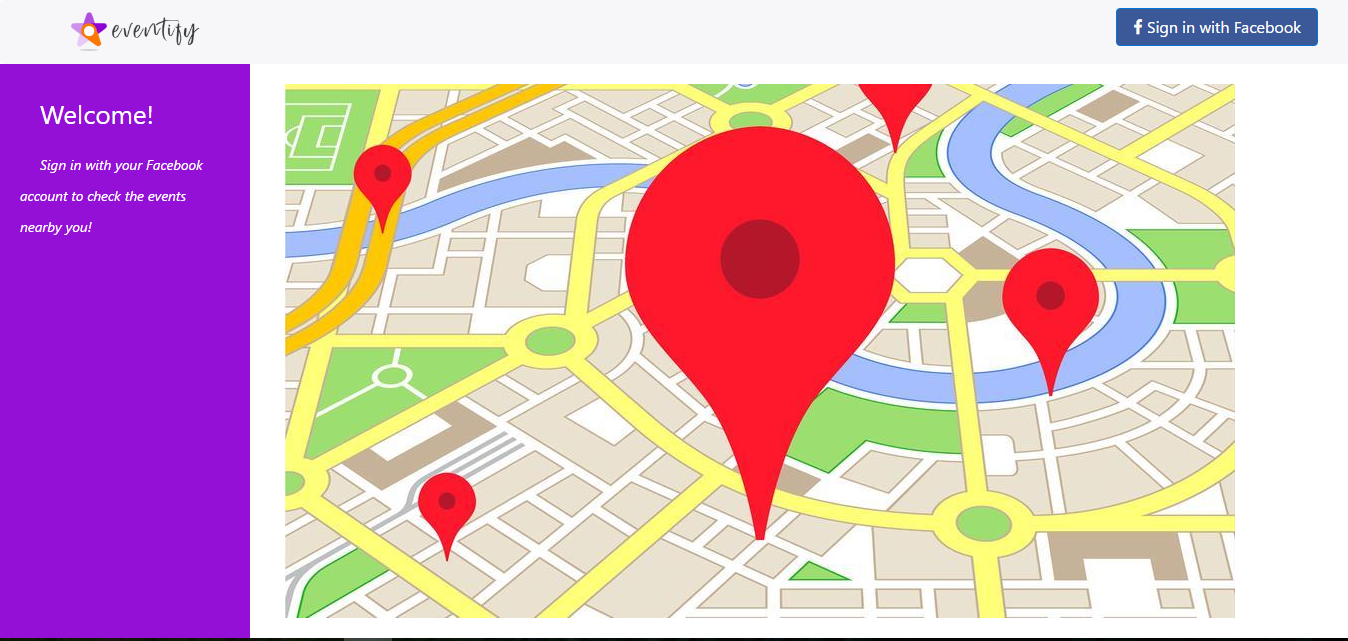 eventify
Sign in with Facebook
Welcome!
Sign in with your Facebook
account to check the events
nearby you!